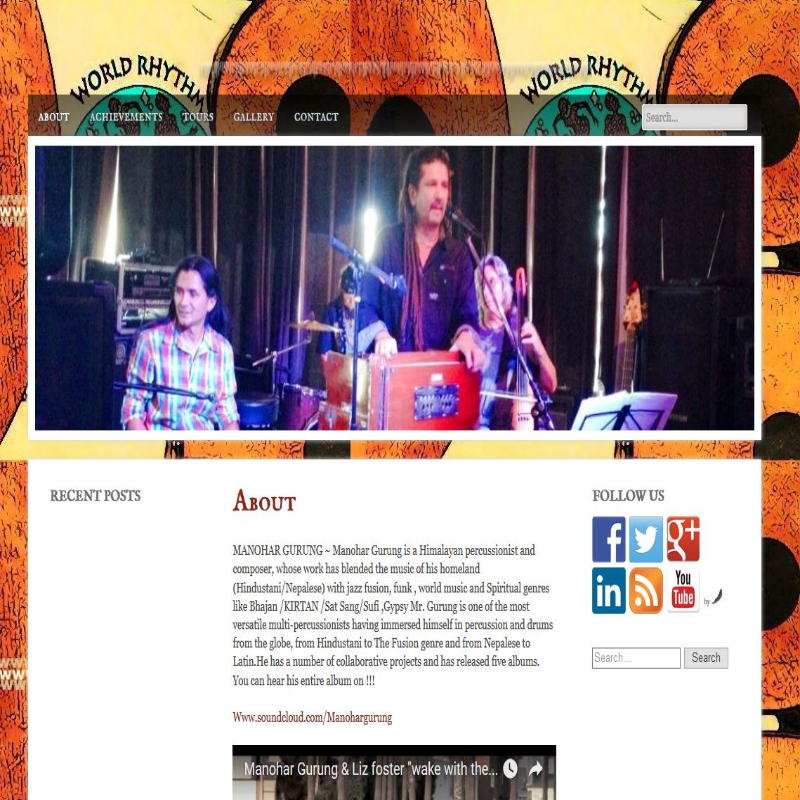 WORLD RHYTHM
WORLD RHYTHM
ABOUT ACHIEVEMENTS TOURS GALLERY CONTACT
Search...
RECENT POSTS
About
MANOHAR GURUNG ~ Manohar Gurung is a Himalayan percussionist and
composer, whose work has blended the music of his homeland
(Hindustani/Nepalese) with jazz fusion, funk , world music and Spiritual genres
like Bhajan /KIRTAN /Sat Sang/Sufi ,Gypsy Mr. Gurung is one of the most
versatile multi-percussionists having immersed himself in percussion and drums
from the globe, from Hindustani to The Fusion genre and from Nepalese to
Latin.He has a number of collaborative projects and has released five albums.
You can hear his entire album on !!!
Www.soundcloud.com/Manohargurung
Manohar Gurung & Liz foster "wake with the...
FOLLOW US
f g+
in You
Tube
by
Search... Search